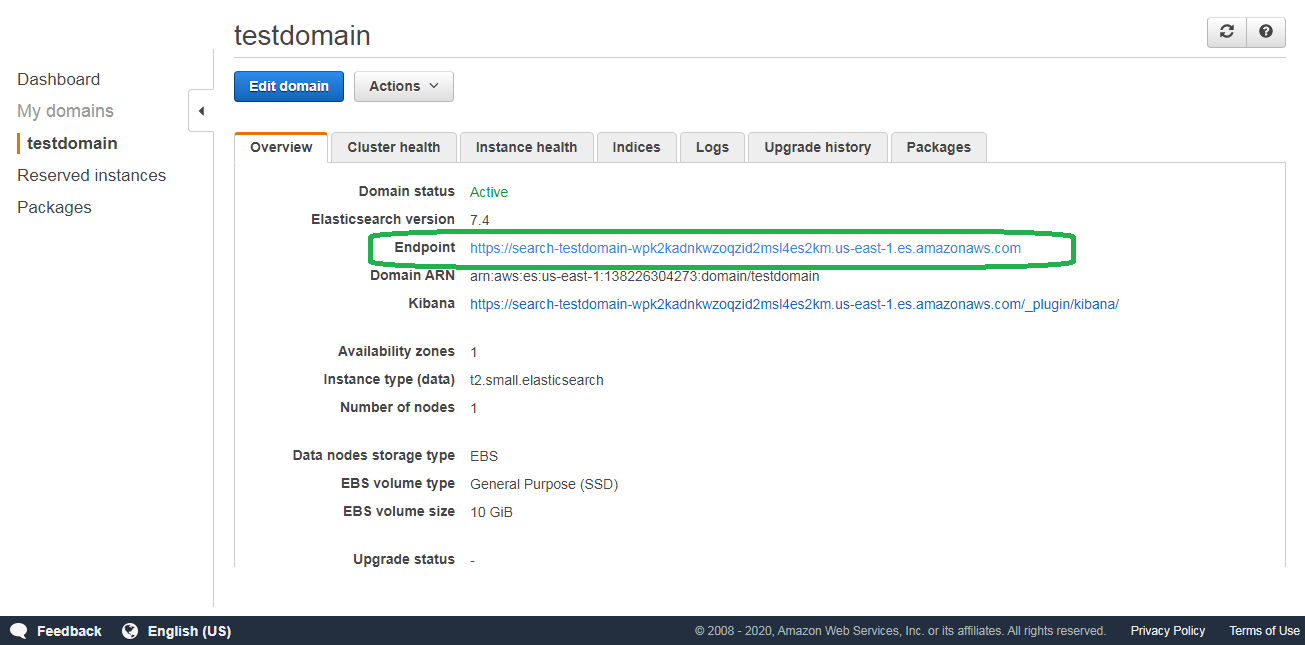 testdomain
Dashboard
My domains
testdomain
Reserved instances
Packages
Edit domain
Actions
Overview
Cluster health
Instance health
Indices
Logs
Upgrade history
Packages
Domain status Active
Elasticsearch version 7.4
Endpoint https://search-testdomain-wpk2kadnkwzoqzid2msl4es2km.us-east-1.es.amazonaws.com
Domain ARN arn:aws:es:us-east-1:138226304273:domain/testdomain
Kibana https://search-testdomain-wpk2kadnkwzoqzid2msl4es2km.us-east-1.es.amazonaws.com/_plugin/kibana/
Availability zones 1
Instance type (data) t2.small.elasticsearch
Number of nodes 1
Data nodes storage type EBS
EBS volume type General Purpose (SSD)
EBS volume size 10 GiB
Upgrade status -
Feedback
English (US)
© 2008 - 2020, Amazon Web Services, Inc. or its affiliates. All rights reserved.
Privacy Policy
Terms of Use